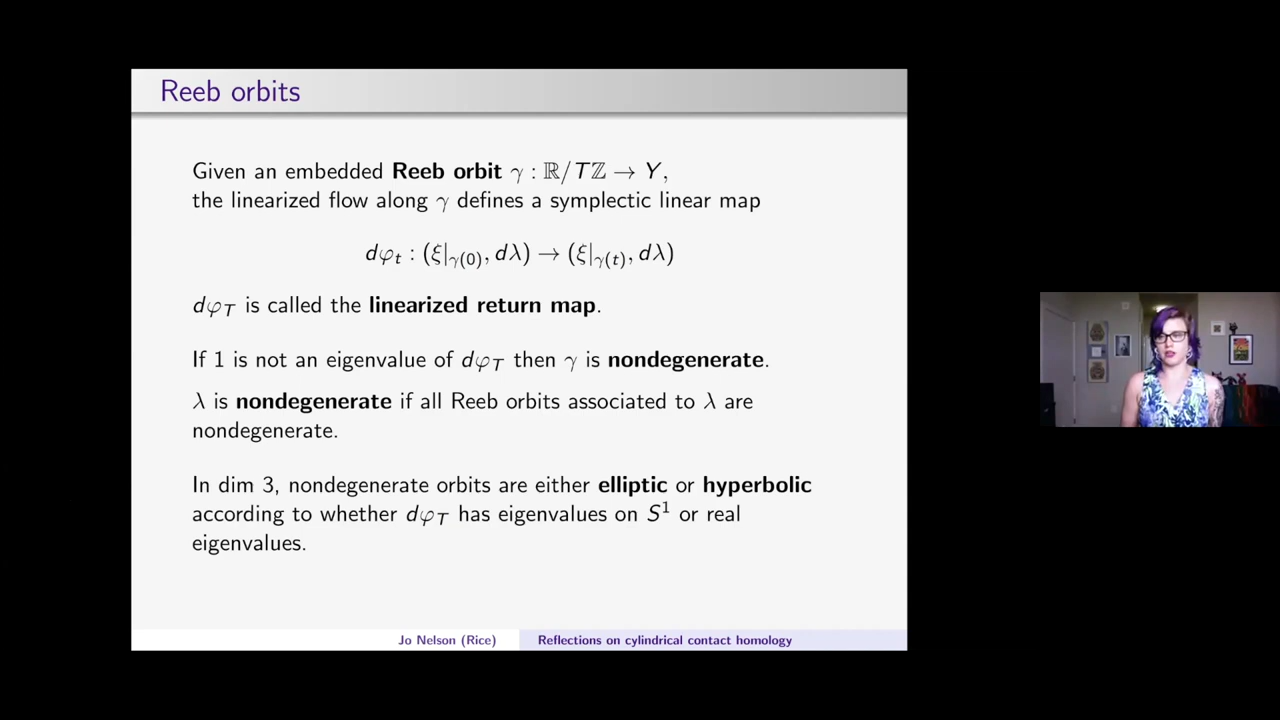 Reeb orbits
Given an embedded Reeb orbit γ : ℝ/Tℤ → Y,
the linearized flow along γ defines a symplectic linear map
dφ_t : (ξ|_γ(0), dλ) → (ξ|_γ(t), dλ)
dφ_T is called the linearized return map.
If 1 is not an eigenvalue of dφ_T then γ is nondegenerate.
λ is nondegenerate if all Reeb orbits associated to λ are
nondegenerate.
In dim 3, nondegenerate orbits are either elliptic or hyperbolic
according to whether dφ_T has eigenvalues on S^1 or real
eigenvalues.
Jo Nelson (Rice)
Reflections on cylindrical contact homology